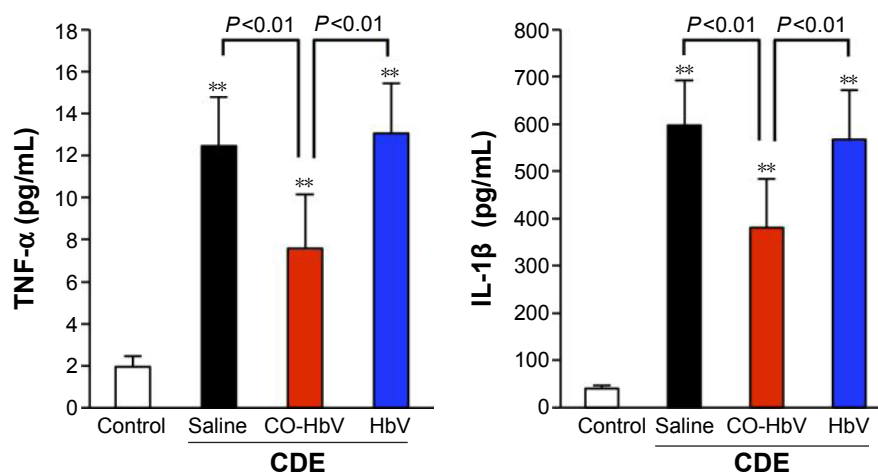 P<0.01 P<0.01
18
16
14
12
10
8
6
4
2
0
TNF-α (pg/mL)
** ** **
Control Saline CO-HbV HbV
CDE
P<0.01 P<0.01
800
700
600
500
400
300
200
100
0
IL-1β (pg/mL)
** ** **
Control Saline CO-HbV HbV
CDE